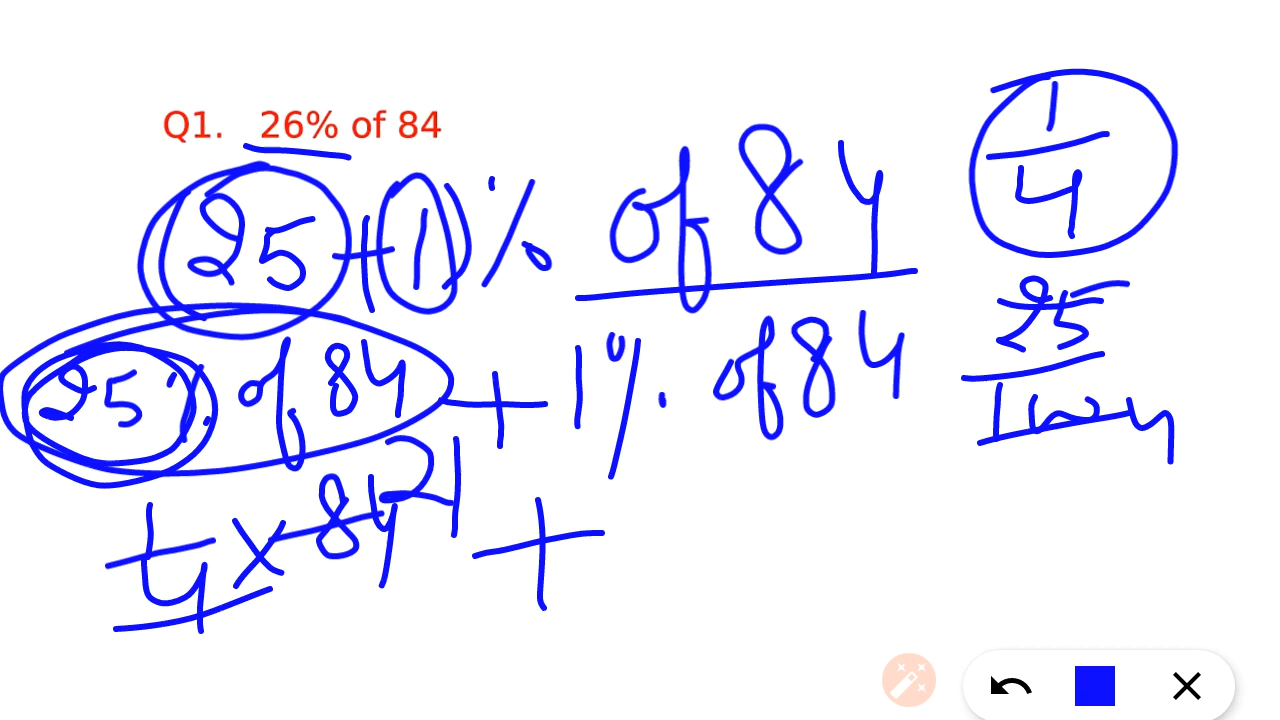 Q1. 26% of 84
(25+1)% of 84
25% of 84 + 1% of 84
1/4 × 84 21 +
1/4
25/100 4